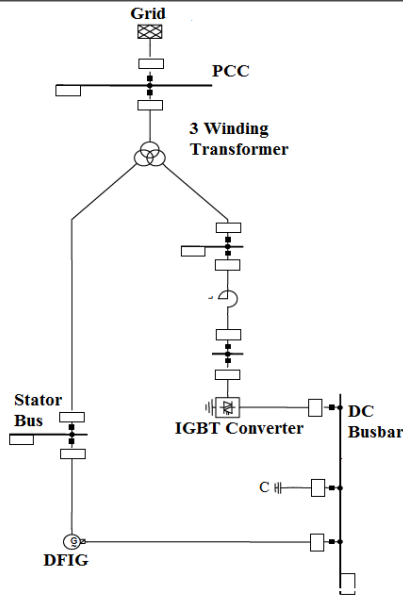 Grid
PCC
3 Winding
Transformer
Stator
Bus
IGBT Converter
DC
Busbar
C
G
DFIG